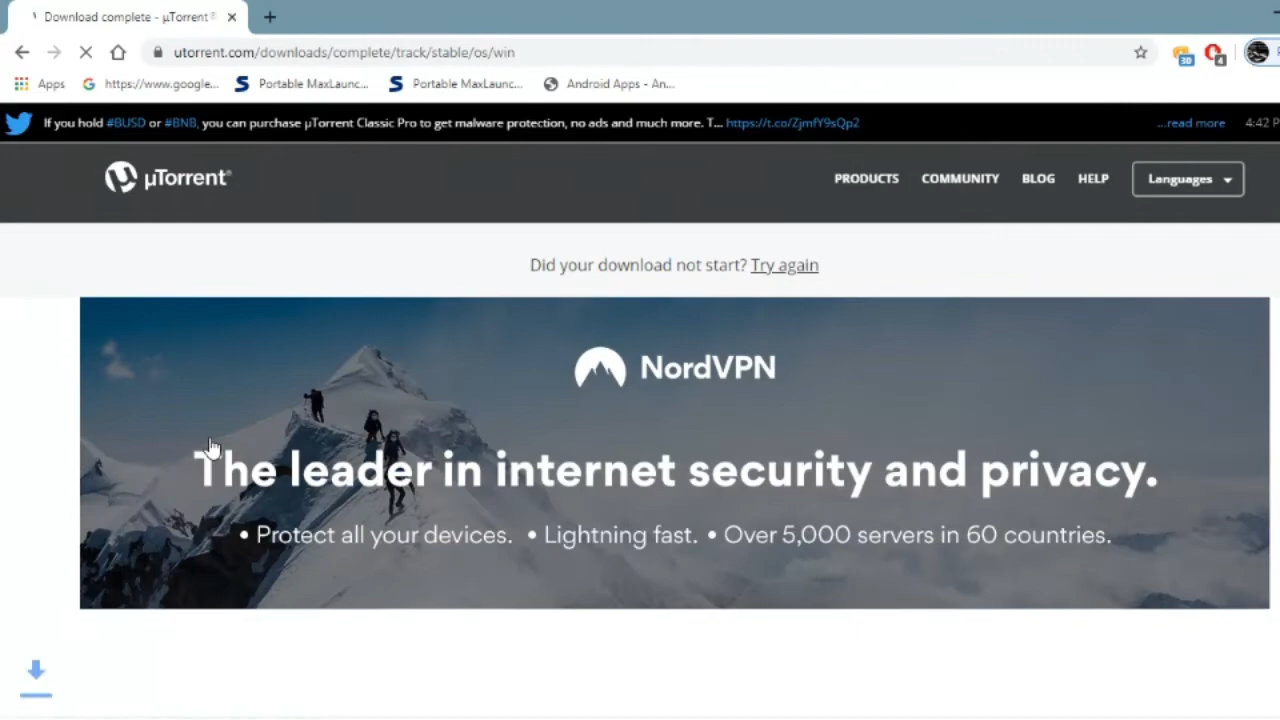 Download complete - µTorrent®
utorrent.com/downloads/complete/track/stable/os/win
30
4
Apps
https://www.google...
Portable MaxLaunc...
Portable MaxLaunc...
Android Apps - An...
If you hold #BUSD or #BNB, you can purchase µTorrent Classic Pro to get malware protection, no ads and much more. T... https://t.co/ZjmfY9sQp2
...read more
4:42 P
µTorrent®
PRODUCTS
COMMUNITY
BLOG
HELP
Languages
Did your download not start? Try again
NordVPN
The leader in internet security and privacy.
• Protect all your devices. • Lightning fast. • Over 5,000 servers in 60 countries.